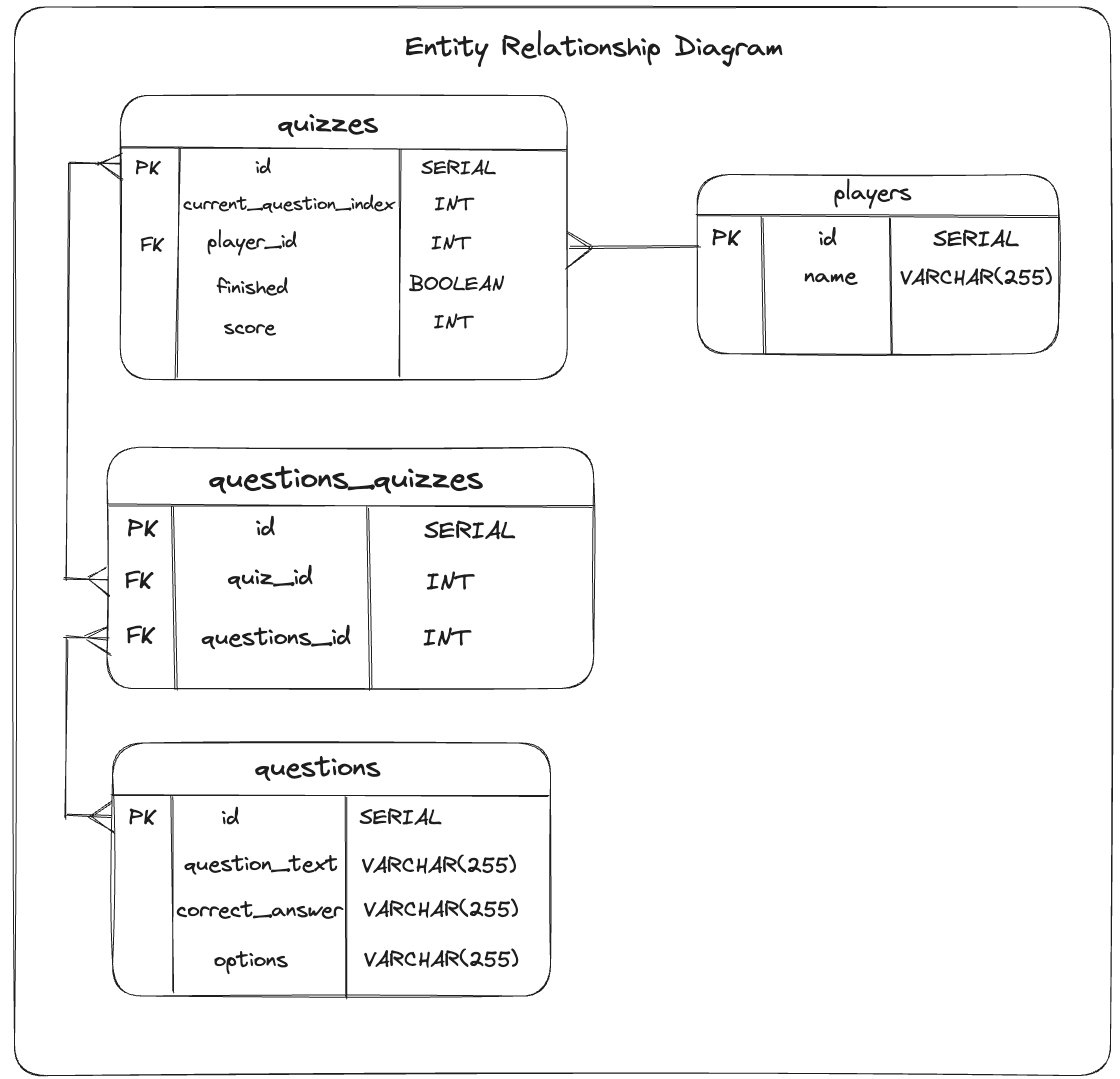 Entity Relationship Diagram
quizzes
PK id SERIAL
current_question_index INT
FK player_id INT
finished BOOLEAN
score INT
players
PK id SERIAL
name VARCHAR(255)
questions_quizzes
PK id SERIAL
FK quiz_id INT
FK questions_id INT
questions
PK id SERIAL
question_text VARCHAR(255)
correct_answer VARCHAR(255)
options VARCHAR(255)